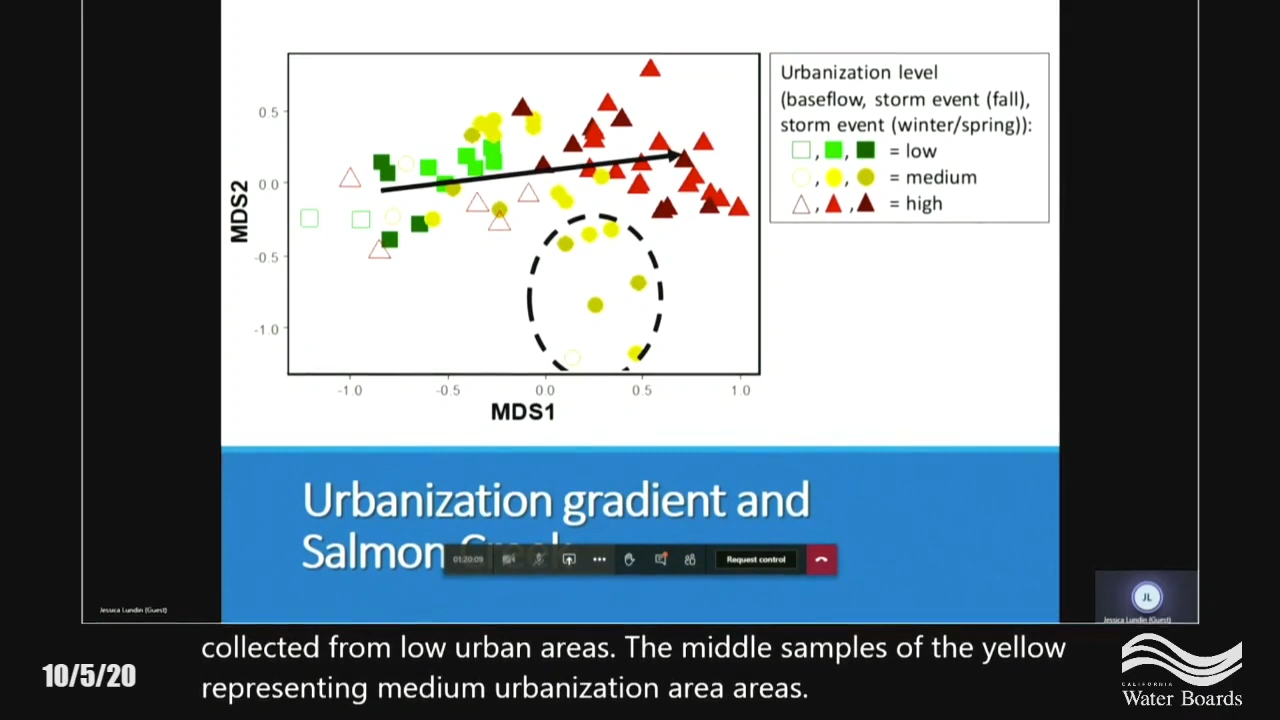 Urbanization level
(baseflow, storm event (fall),
storm event (winter/spring)):
, , = low
, , = medium
, , = high
0.5
0.0
-0.5
-1.0
MDS2
-1.0 -0.5 0.0 0.5 1.0
MDS1
Urbanization gradient and
Salmon Creek
01:20:09
Request control
JL
Jessica Lundin (Guest)
Jessica Lundin (Guest)
collected from low urban areas. The middle samples of the yellow
representing medium urbanization area areas.
10/5/20
CALIFORNIA
Water Boards